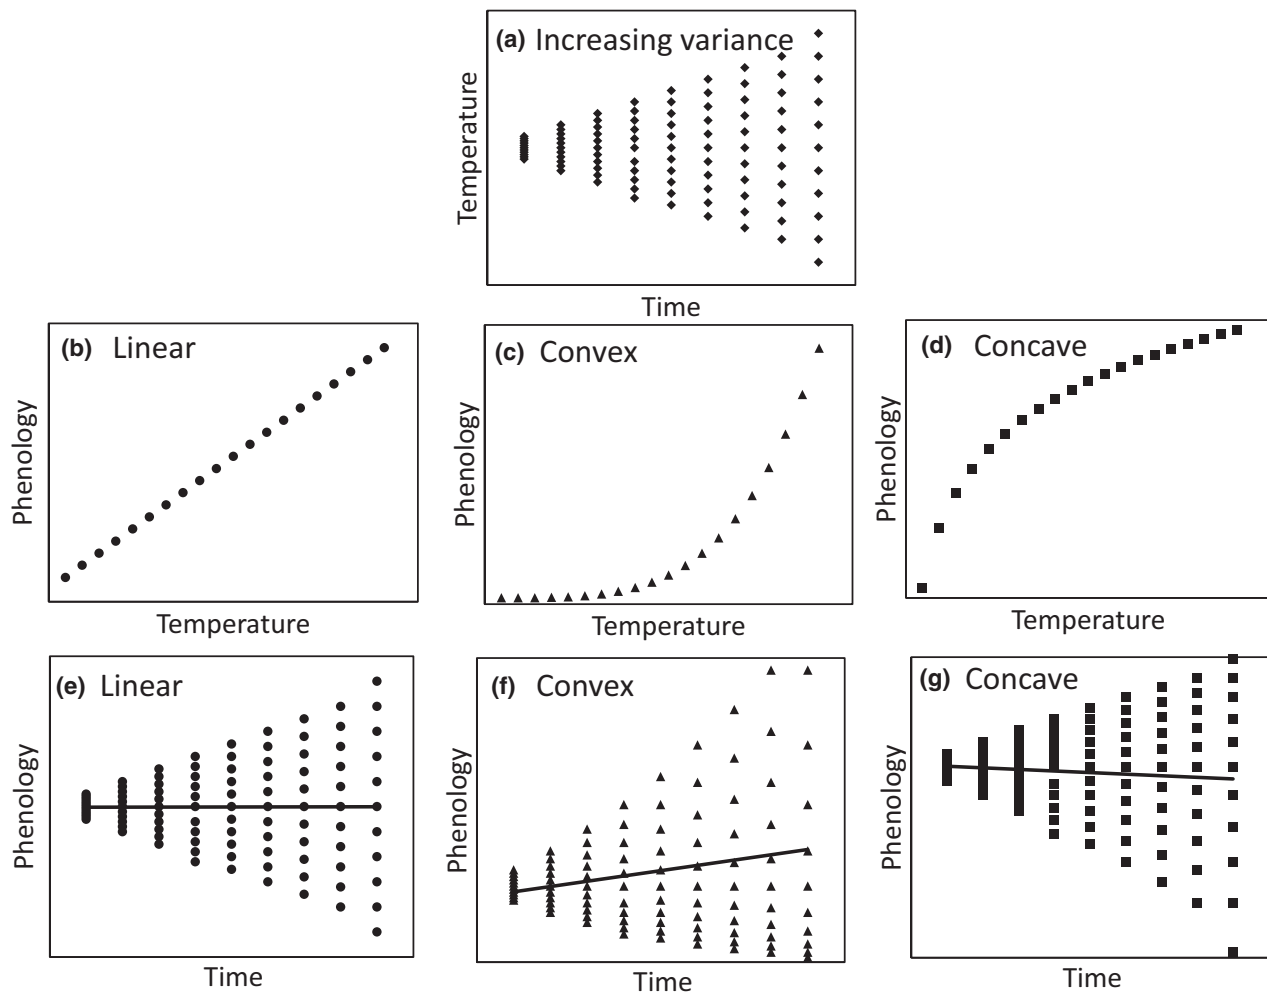 (a) Increasing variance
Temperature
Time
(b) Linear
Phenology
Temperature
(c) Convex
Phenology
Temperature
(d) Concave
Phenology
Temperature
(e) Linear
Phenology
Time
(f) Convex
Phenology
Time
(g) Concave
Phenology
Time